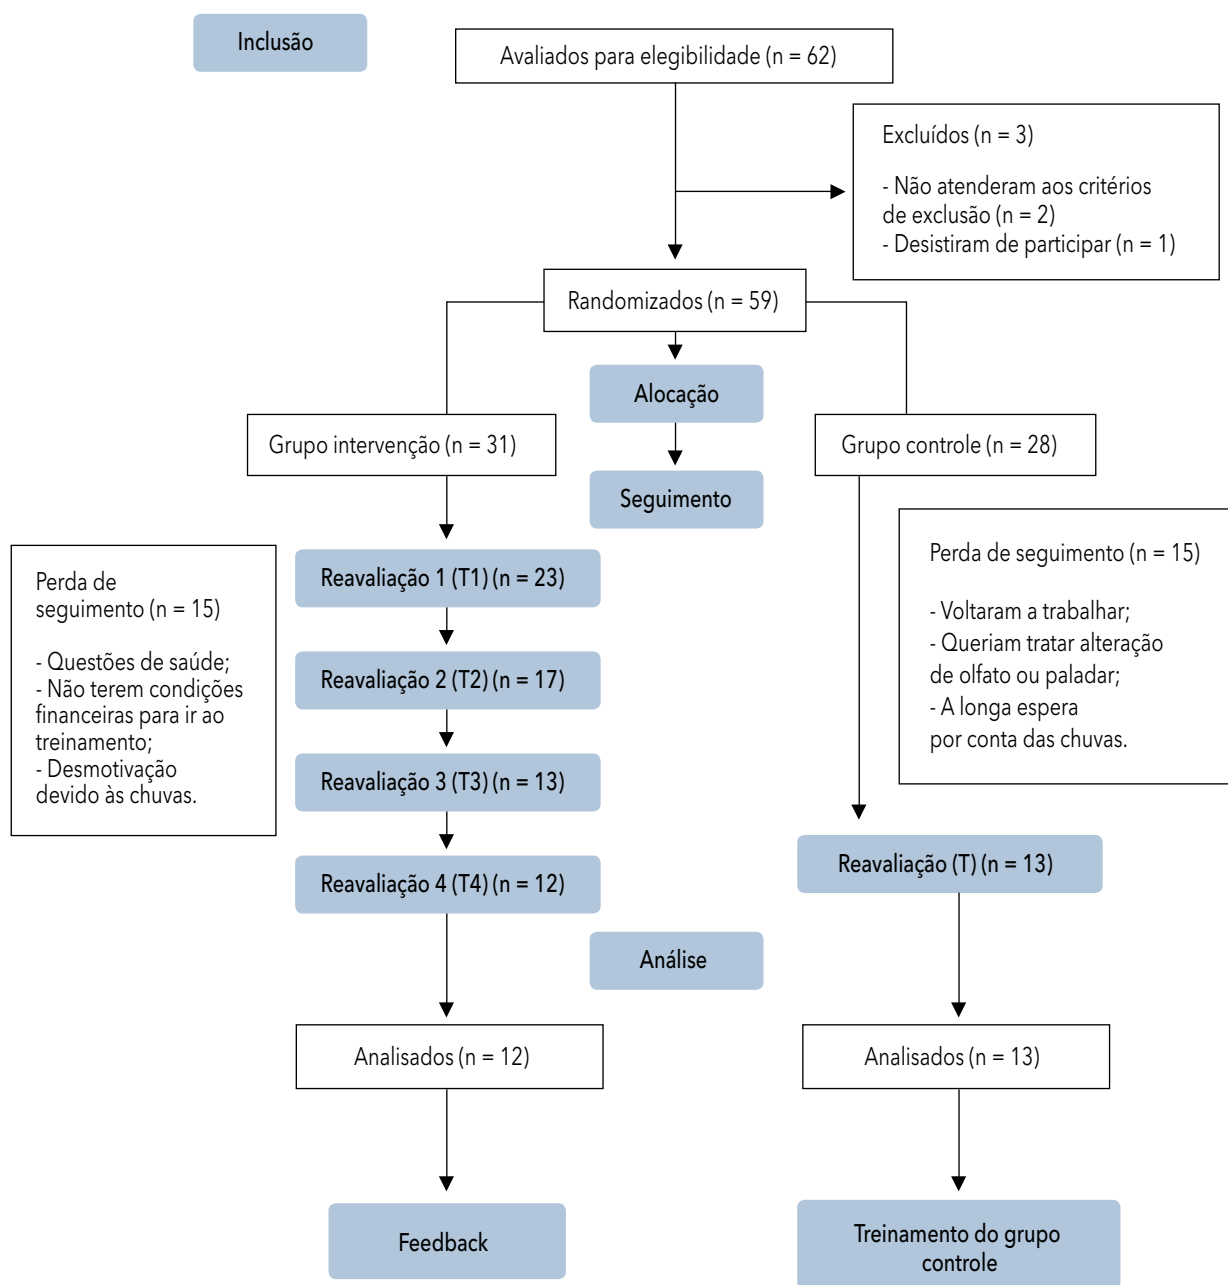 Inclusão
Avaliados para elegibilidade (n = 62)
Excluídos (n = 3)
- Não atenderam aos critérios
de exclusão (n = 2)
- Desistiram de participar (n = 1)
Randomizados (n = 59)
Alocação
Grupo intervenção (n = 31)
Grupo controle (n = 28)
Seguimento
Perda de
seguimento (n = 15)
- Questões de saúde;
- Não terem condições
financeiras para ir ao
treinamento;
- Desmotivação
devido às chuvas.
Reavaliação 1 (T1) (n = 23)
Reavaliação 2 (T2) (n = 17)
Reavaliação 3 (T3) (n = 13)
Reavaliação 4 (T4) (n = 12)
Perda de seguimento (n = 15)
- Voltaram a trabalhar;
- Queriam tratar alteração
de olfato ou paladar;
- A longa espera
por conta das chuvas.
Reavaliação (T) (n = 13)
Análise
Analisados (n = 12)
Analisados (n = 13)
Feedback
Treinamento do grupo
controle